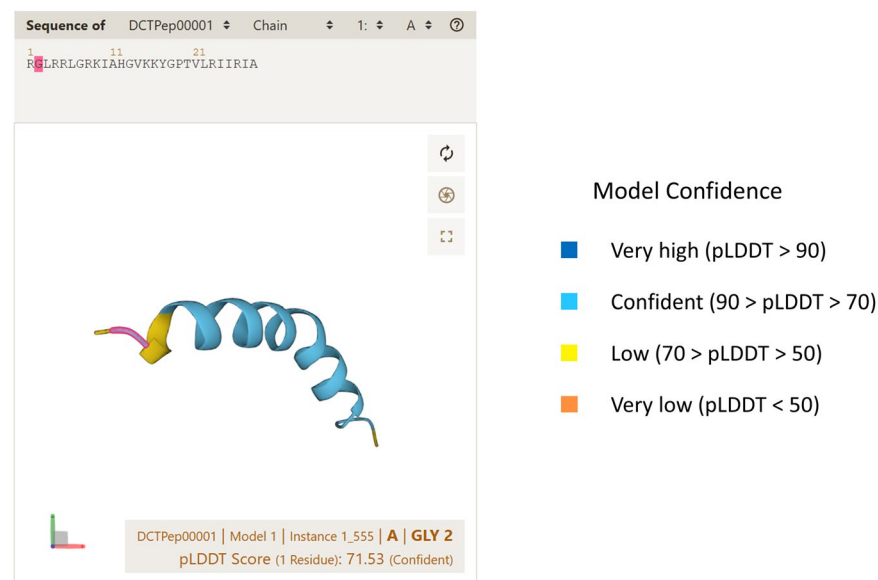 Sequence of DCTPep00001 Chain 1: A
1 11 21
RGLRRLGRKIAHGVKKYGPTVLRIIRIA
Model Confidence
Very high (pLDDT > 90)
Confident (90 > pLDDT > 70)
Low (70 > pLDDT > 50)
Very low (pLDDT < 50)
DCTPep00001 | Model 1 | Instance 1_555 | A | GLY 2
pLDDT Score (1 Residue): 71.53 (Confident)